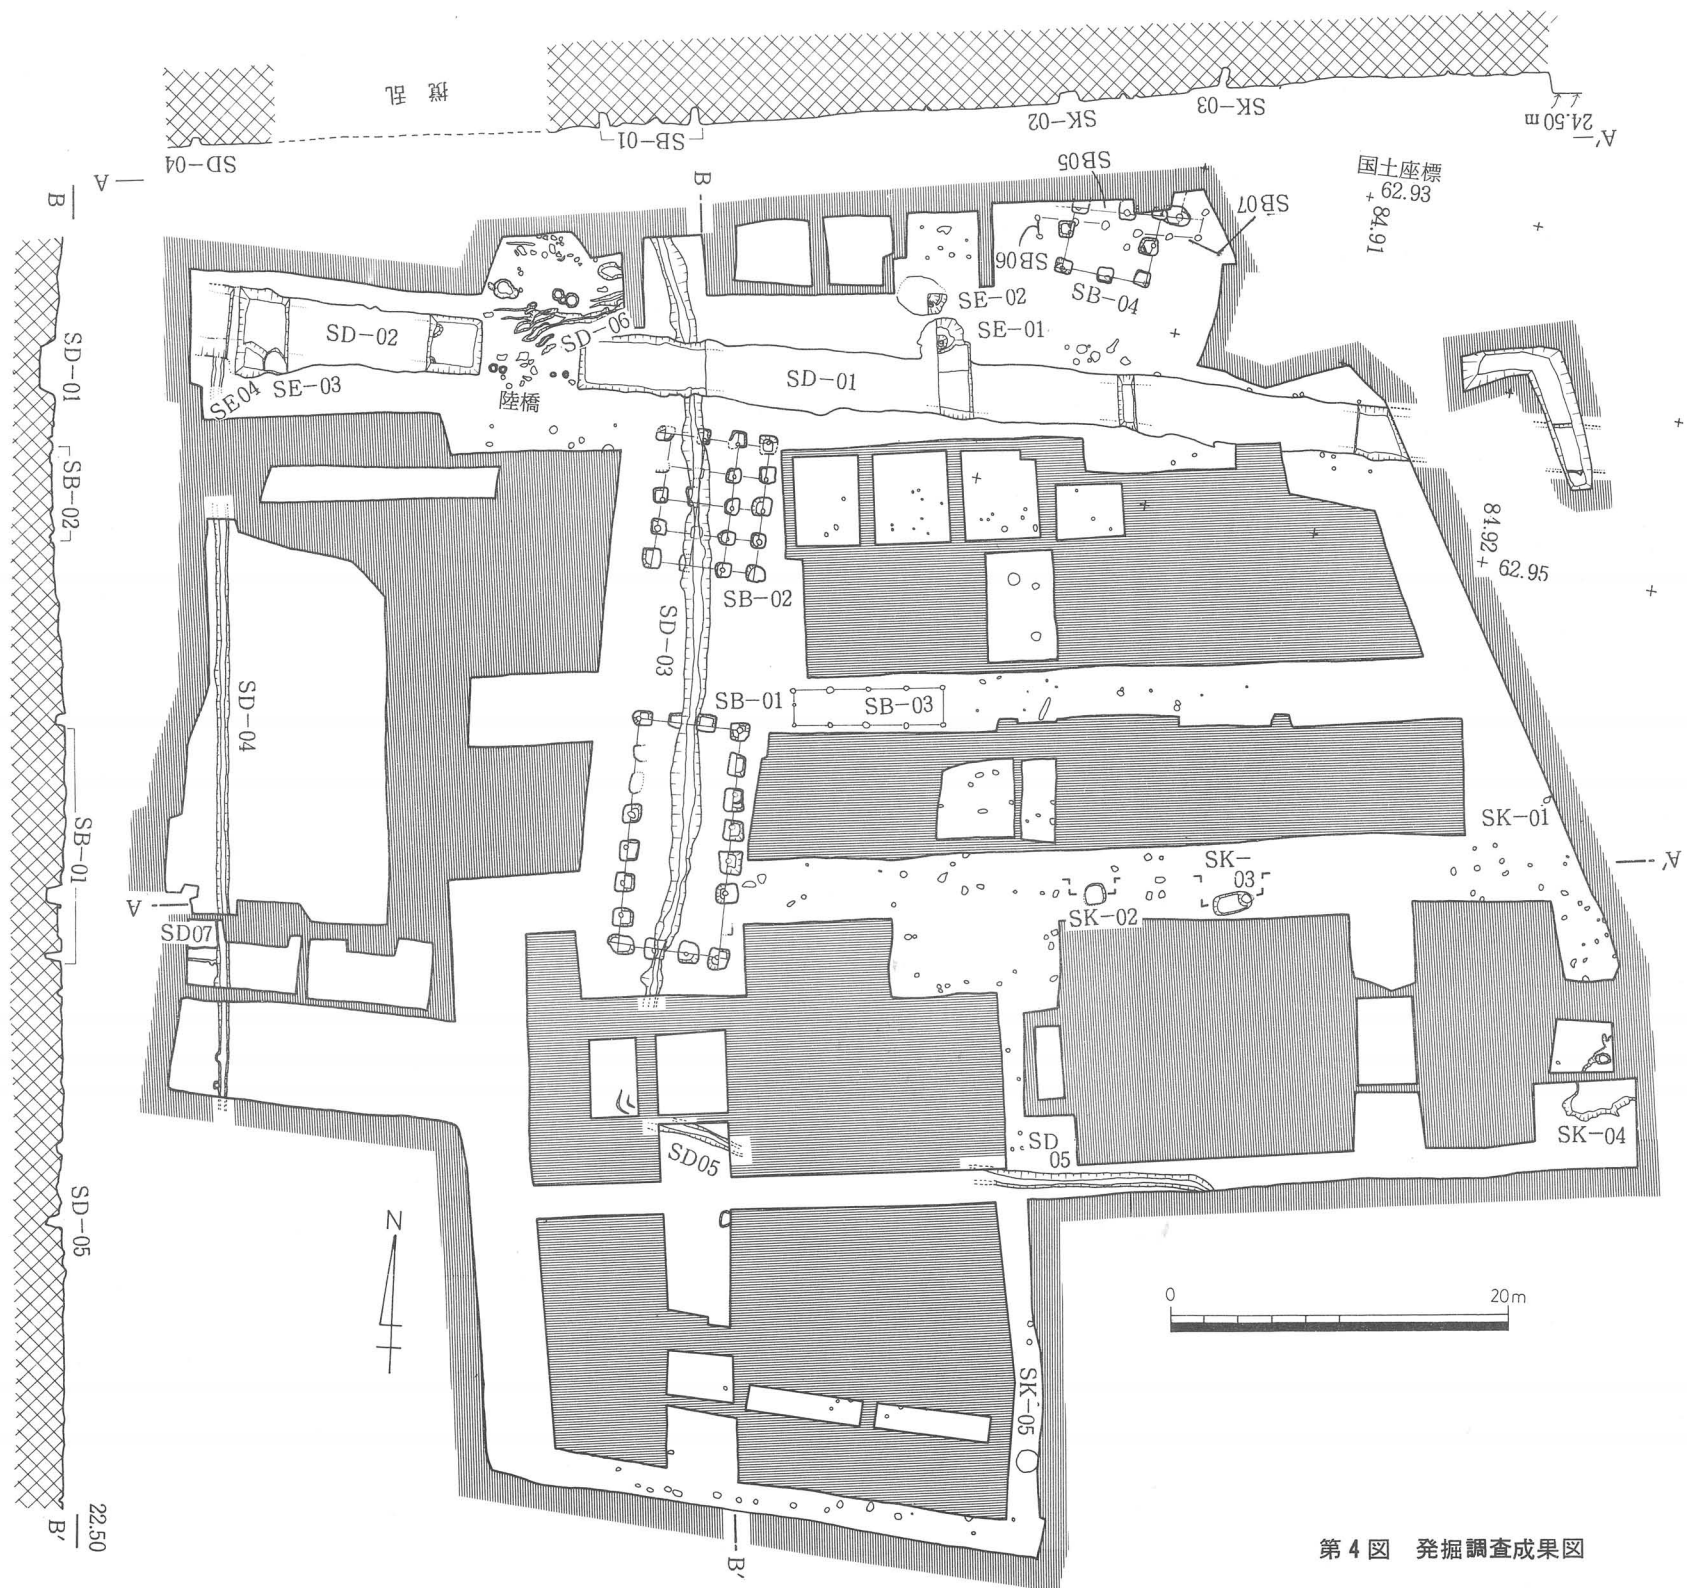 撹乱
SD-04
SB-01
SK-02
SK-03
24.50m
A'
A
B
B
国土座標
+ 62.93
84.91
SB05
SB07
SB06
SB-04
SE-02
SE-01
SD-02
SD-06
SD-01
SE04
SE-03
陸橋
SD-01
SB-02
SB-02
SD-03
84.92
+ 62.95
SD-04
SB-01
SB-03
SK-01
SB-01
SK-
03
SK-02
A'
A
SD07
SD-05
SD05
SD
05
SK-04
N
0
20m
SK-05
22.50
B'
B'
第4図 発掘調査成果図